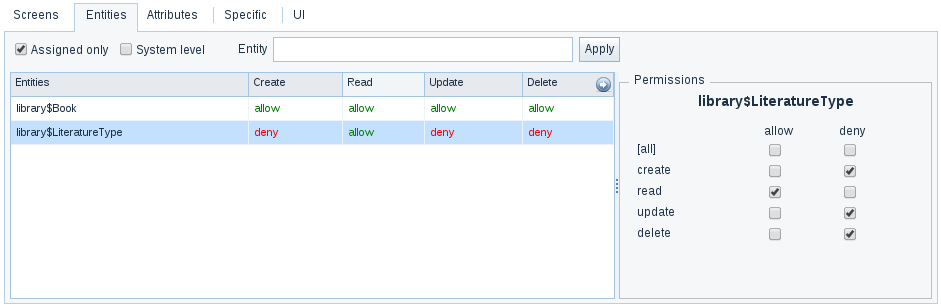 Screens Entities Attributes Specific UI
Assigned only System level Entity Apply
Entities Create Read Update Delete
library$Book allow allow allow allow
library$LiteratureType deny allow deny deny
Permissions
library$LiteratureType
allow deny
[all]
create
read
update
delete